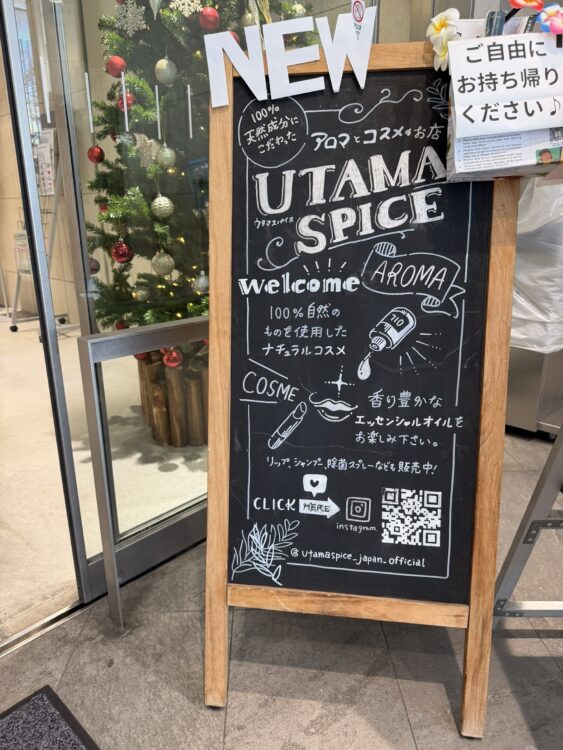 NEW
ご自由に
お持ち帰り
ください♪
100%
天然成分に
こだわった
アロマとコスメのお店
UTAMA
ウタマスパイス
SPICE
welcome
AROMA
100%自然の
ものを使用した
ナチュラルコスメ
OIL
COSME
香り豊かな
エッセンシャルオイルを
お楽しみ下さい。
リップ、シャンプー、除菌スプレーなども販売中!
CLICK HERE
instagram
@utamaspice_japan_official